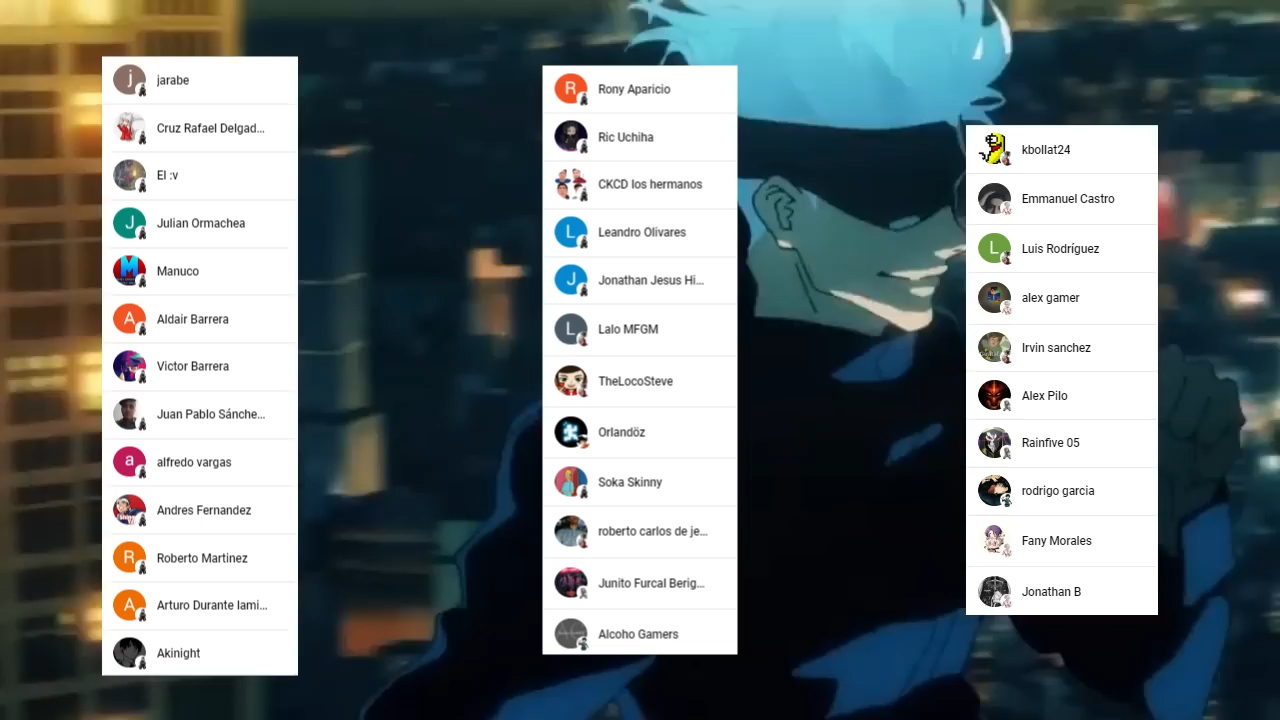 j jarabe
Cruz Rafael Delgad...
El :v
J Julian Ormachea
Manuco
A Aldair Barrera
Victor Barrera
Juan Pablo Sánche...
a alfredo vargas
Andres Fernandez
R Roberto Martinez
A Arturo Durante lami...
Akinight
R Rony Aparicio
Ric Uchiha
CKCD los hermanos
L Leandro Olivares
J Jonathan Jesus Hi...
L Lalo MFGM
TheLocoSteve
Orlandöz
Soka Skinny
roberto carlos de je...
Junito Furcal Berig...
Alcoho Gamers
kbollat24
Emmanuel Castro
L Luis Rodríguez
alex gamer
Irvin sanchez
Alex Pilo
Rainfive 05
rodrigo garcia
Fany Morales
Jonathan B